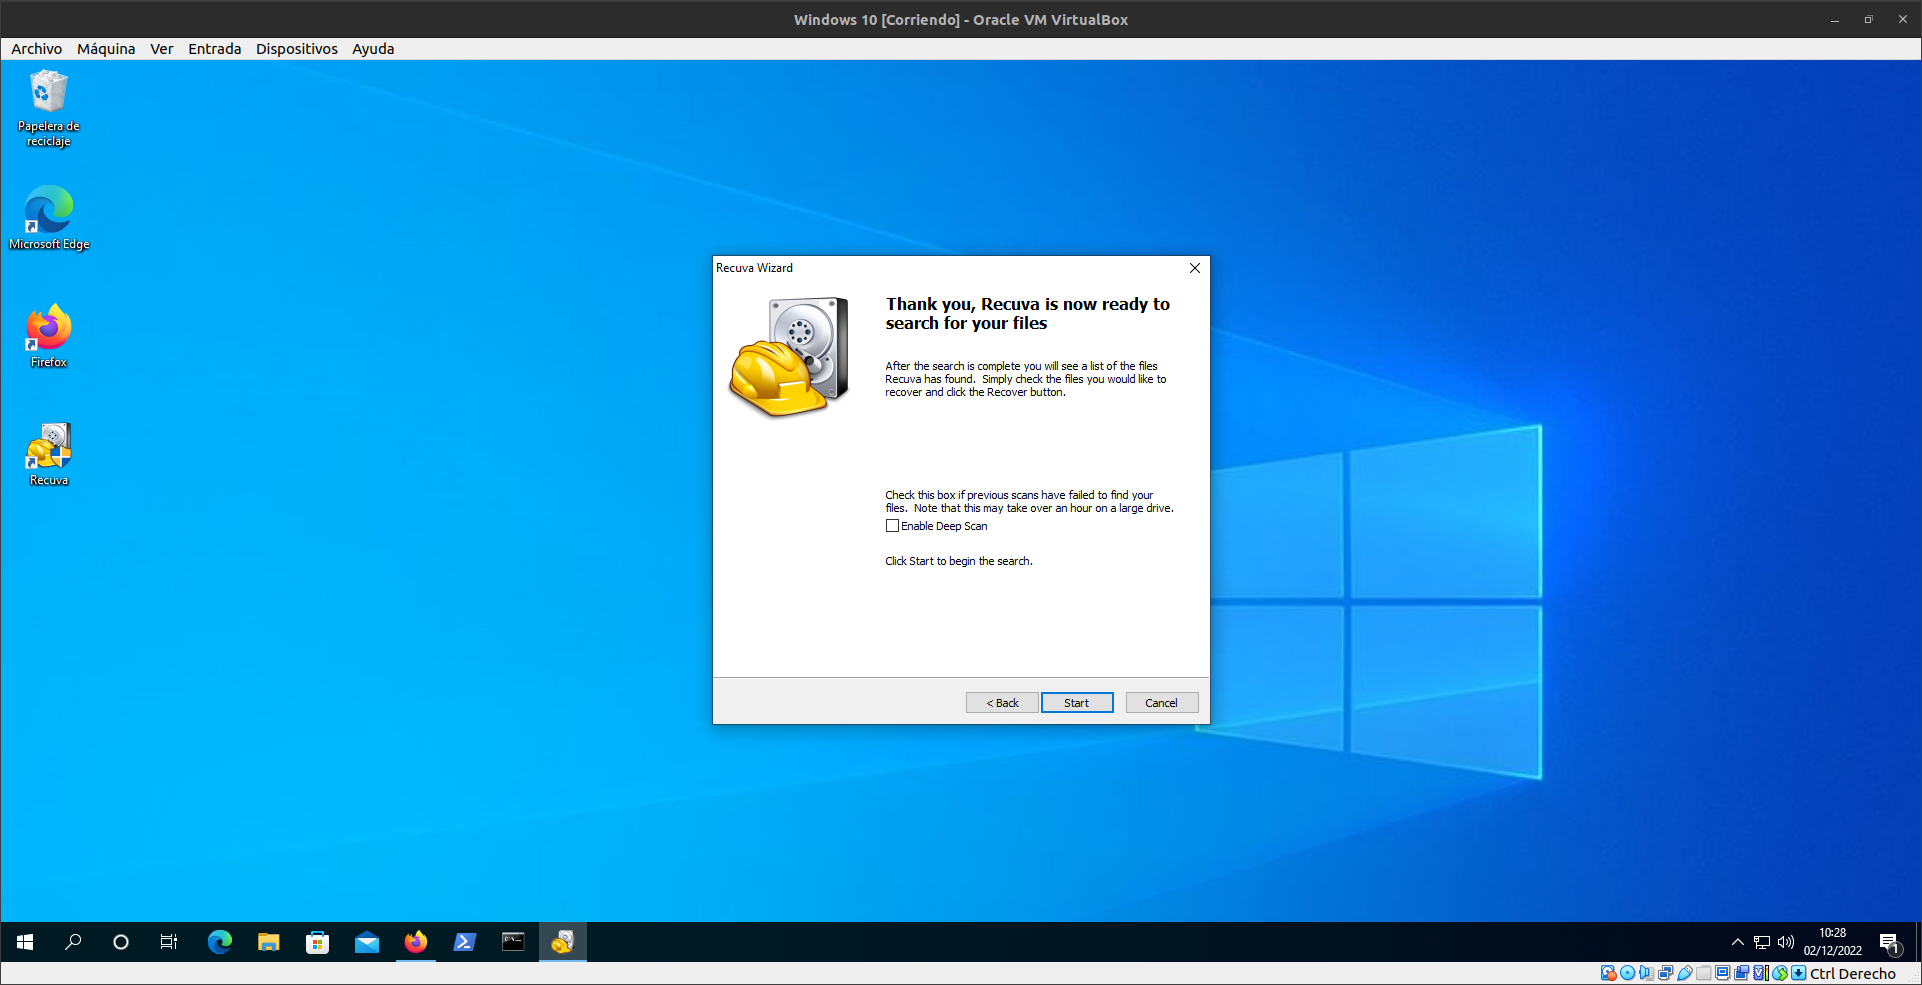 Windows 10 [Corriendo] - Oracle VM VirtualBox
Archivo Máquina Ver Entrada Dispositivos Ayuda
Papelera de
reciclaje
Microsoft Edge
Firefox
Recuva
Recuva Wizard
Thank you, Recuva is now ready to
search for your files
After the search is complete you will see a list of the files
Recuva has found. Simply check the files you would like to
recover and click the Recover button.
Check this box if previous scans have failed to find your
files. Note that this may take over an hour on a large drive.
Enable Deep Scan
Click Start to begin the search.
< Back
Start
Cancel
10:28
02/12/2022
1
Ctrl Derecho